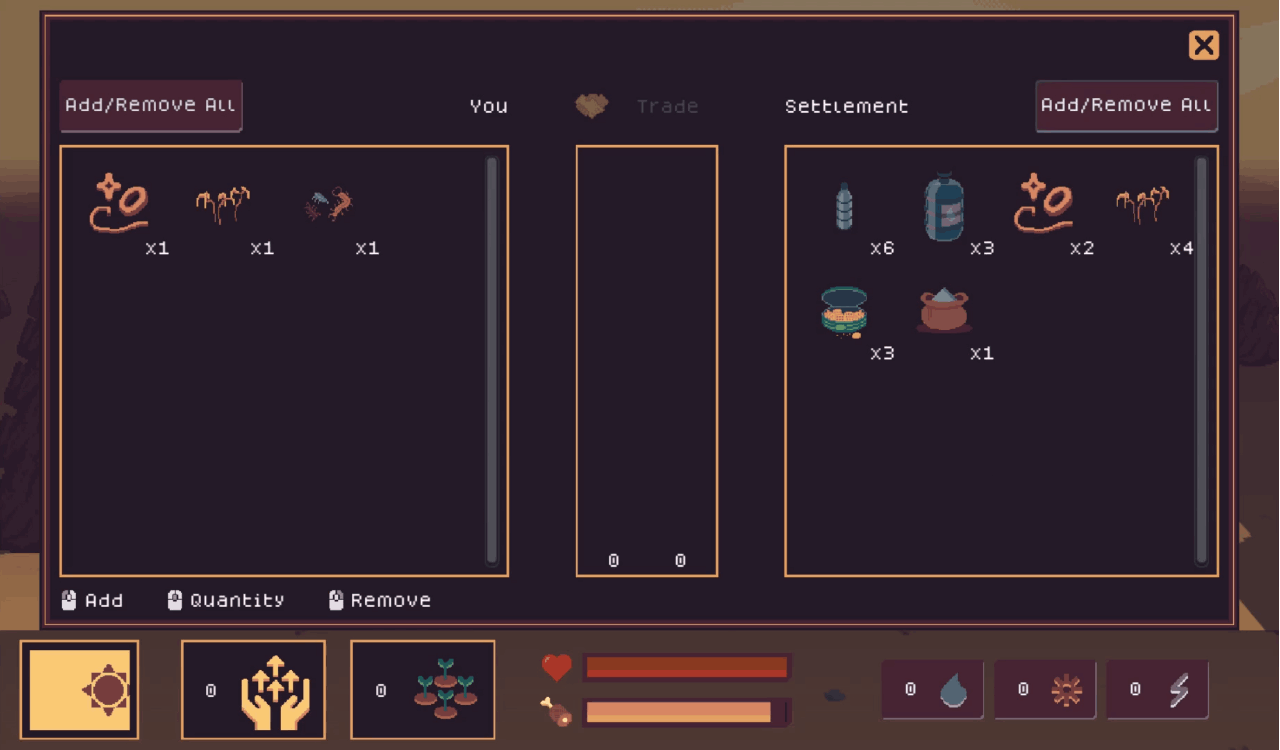 Add/Remove All
You
Trade
Settlement
Add/Remove All
x1
x1
x1
x6
x3
x2
x4
x3
x1
0
0
Add
Quantity
Remove
0
0
0
0
0